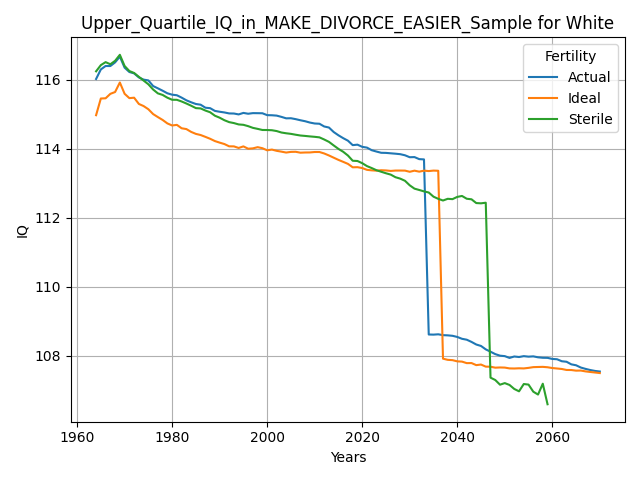 Upper_Quartile_IQ_in_MAKE_DIVORCE_EASIER_Sample for White
Fertility
Actual
Ideal
Sterile
116
114
112
110
108
IQ
1960
1980
2000
2020
2040
2060
Years